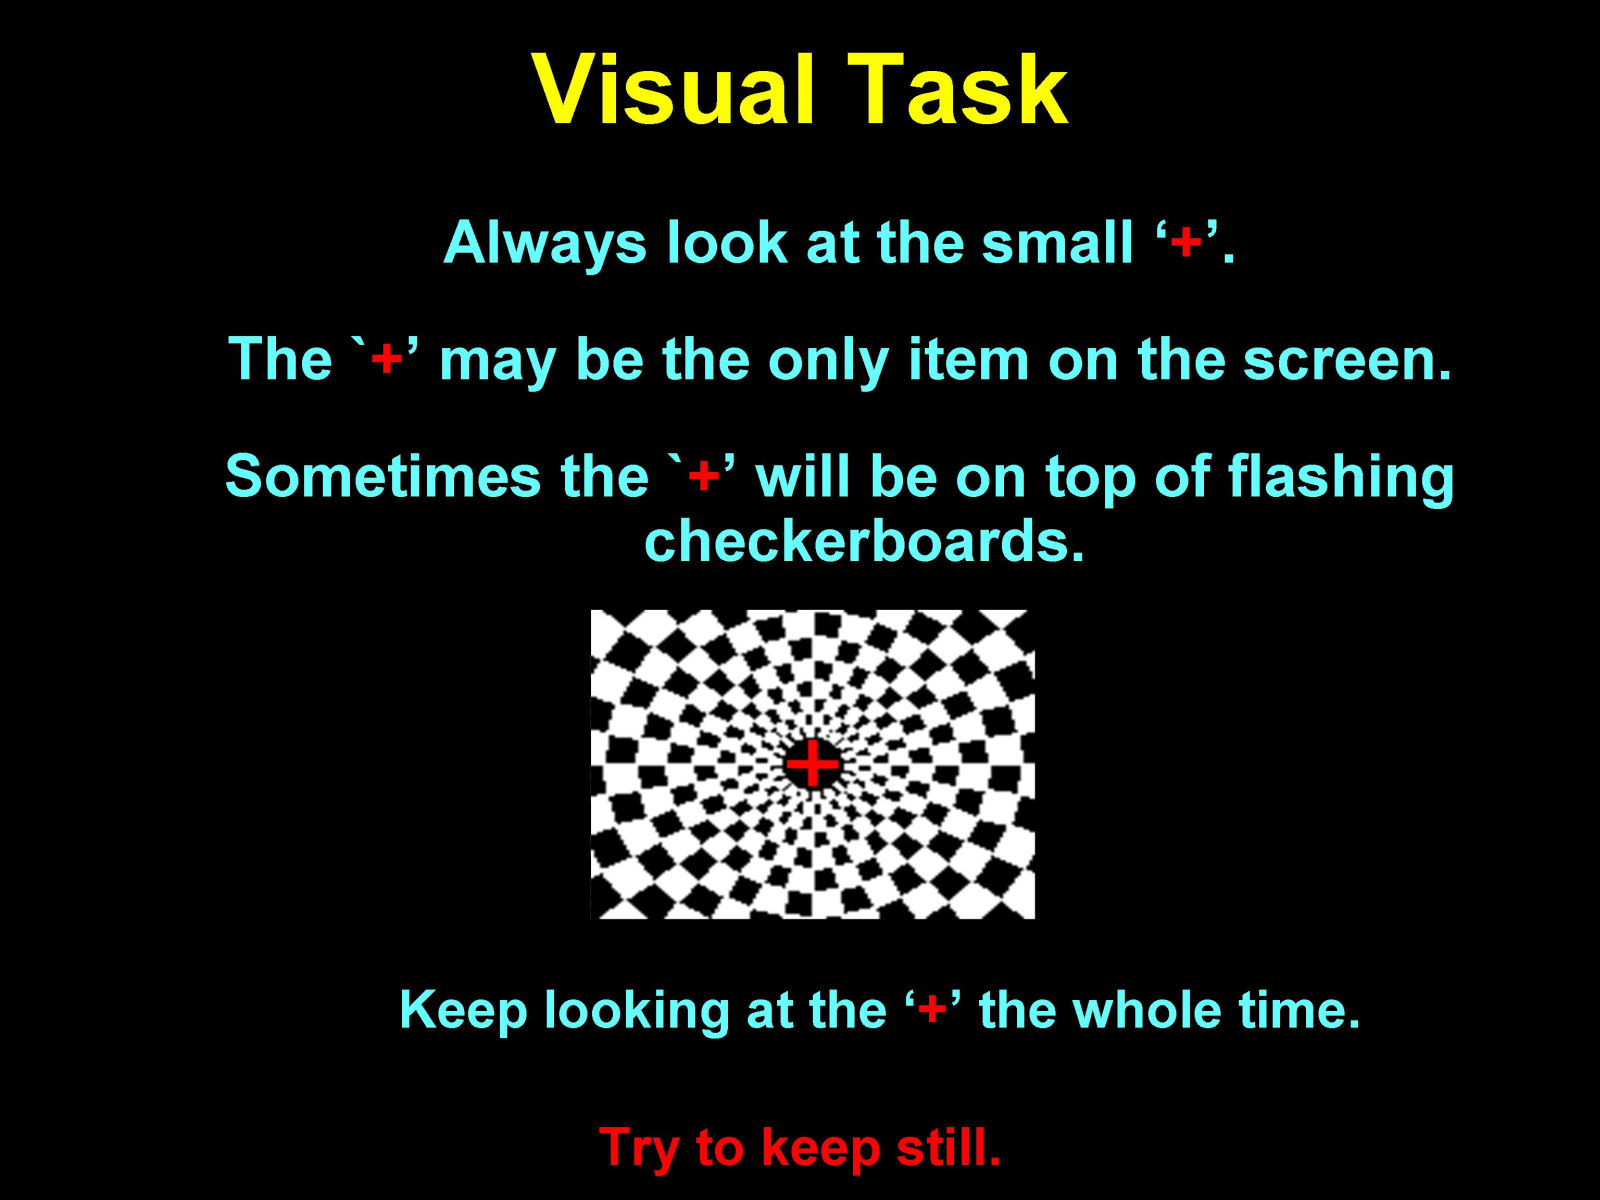 Visual Task
Always look at the small ‘+’.
The `+’ may be the only item on the screen.
Sometimes the `+’ will be on top of flashing
checkerboards.
+
Keep looking at the ‘+’ the whole time.
Try to keep still.